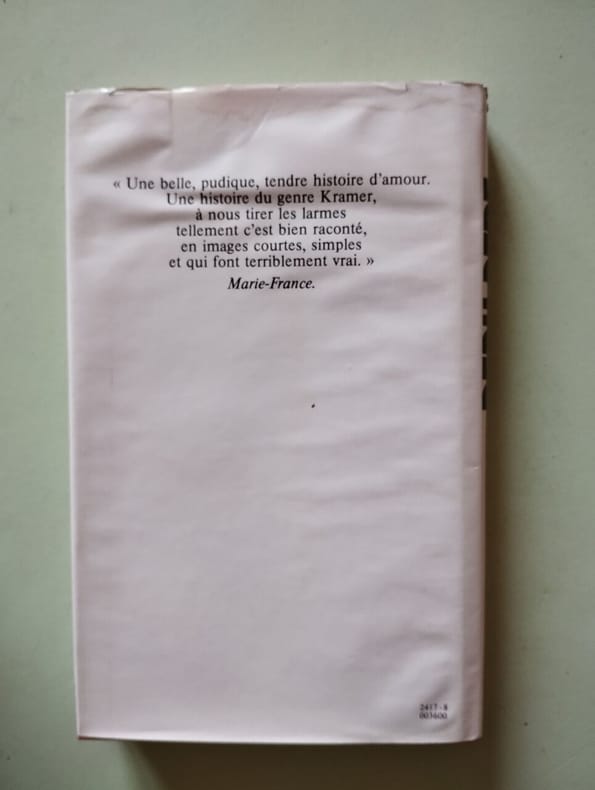 « Une belle, pudique, tendre histoire d'amour.
Une histoire du genre Kramer,
à nous tirer les larmes
tellement c'est bien raconté,
en images courtes, simples
et qui font terriblement vrai. »
Marie-France.
2417-8
003600